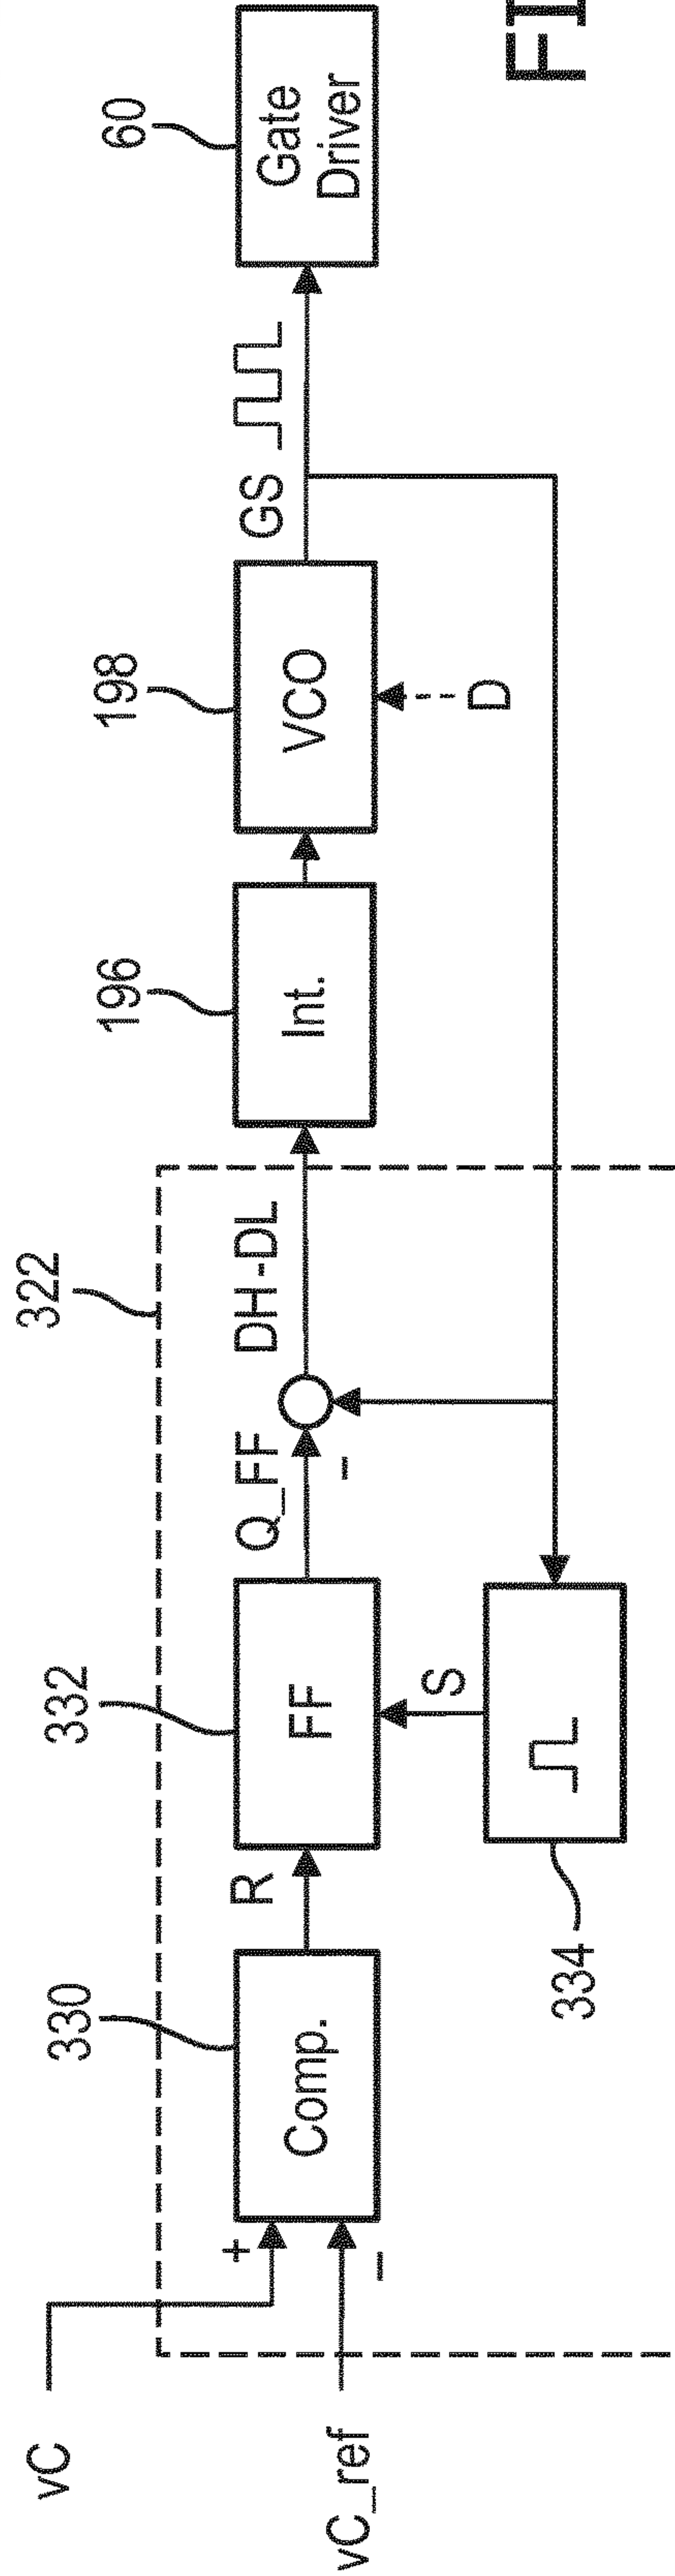 vC
vC_ref
+
-
330
Comp.
R
332
FF
S
334
Q_FF
-
322
DH-DL
196
Int.
198
VCO
D
GS
60
Gate
Driver